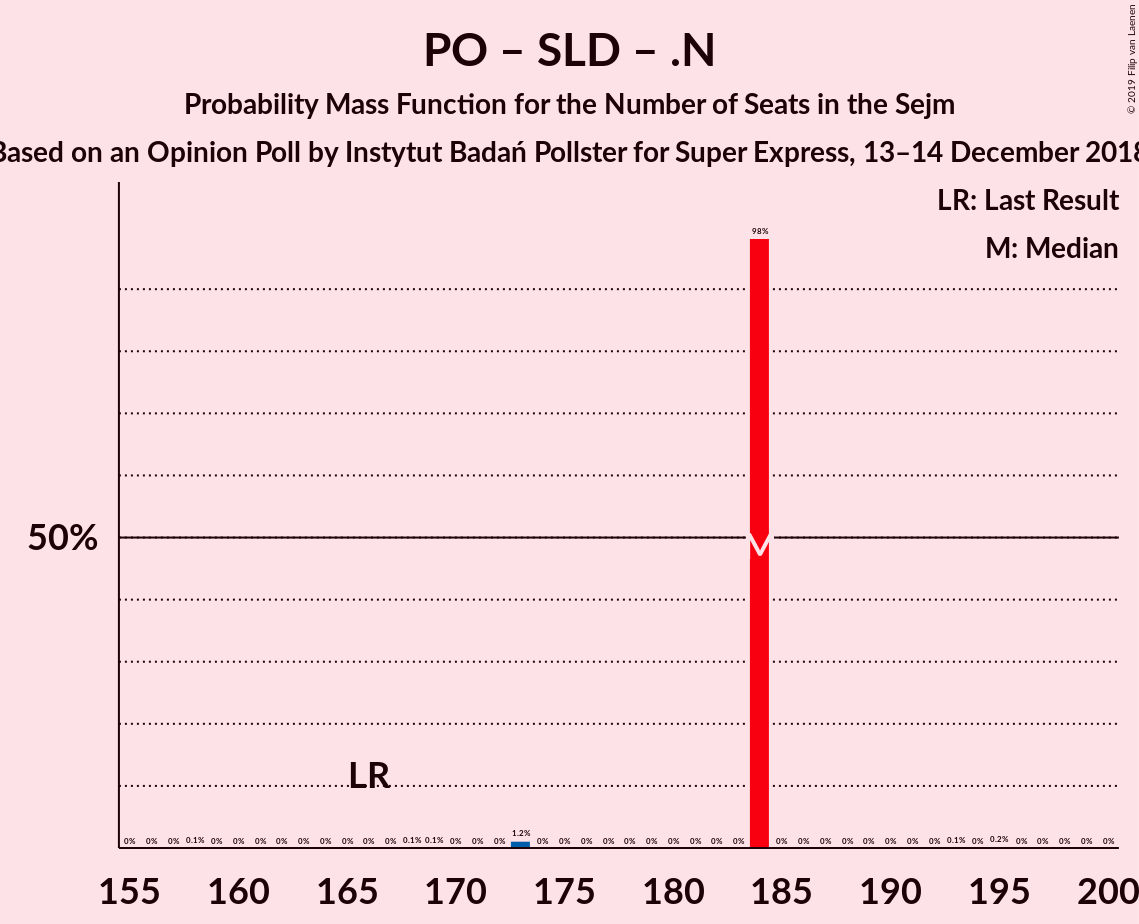 PO – SLD – .N
Probability Mass Function for the Number of Seats in the Sejm
Based on an Opinion Poll by Instytut Badań Pollster for Super Express, 13–14 December 2018
© 2019 Filip van Laenen
LR: Last Result
M: Median
98%
50%
M
LR
0% 0% 0% 0.1% 0% 0% 0% 0% 0% 0% 0% 0% 0% 0.1% 0.1% 0% 0% 0% 1.2% 0% 0% 0% 0% 0% 0% 0% 0% 0% 0% 0% 0% 0% 0% 0% 0% 0% 0% 0.1% 0% 0.2% 0% 0% 0% 0% 0%
155 160 165 170 175 180 185 190 195 200